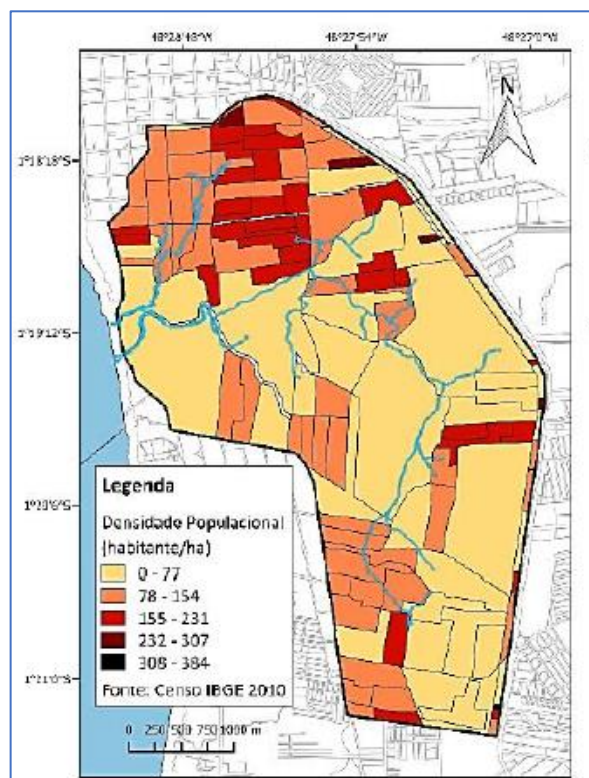 48°28'48"W 48°27'54"W 48°27'0"W
N
1°18'18"S
1°19'12"S
1°20'6"S
1°21'0"S
Legenda
Densidade Populacional
(habitante/ha)
0 - 77
78 - 154
155 - 231
232 - 307
308 - 384
Fonte: Censo IBGE 2010
0 250 500 750 1000 m